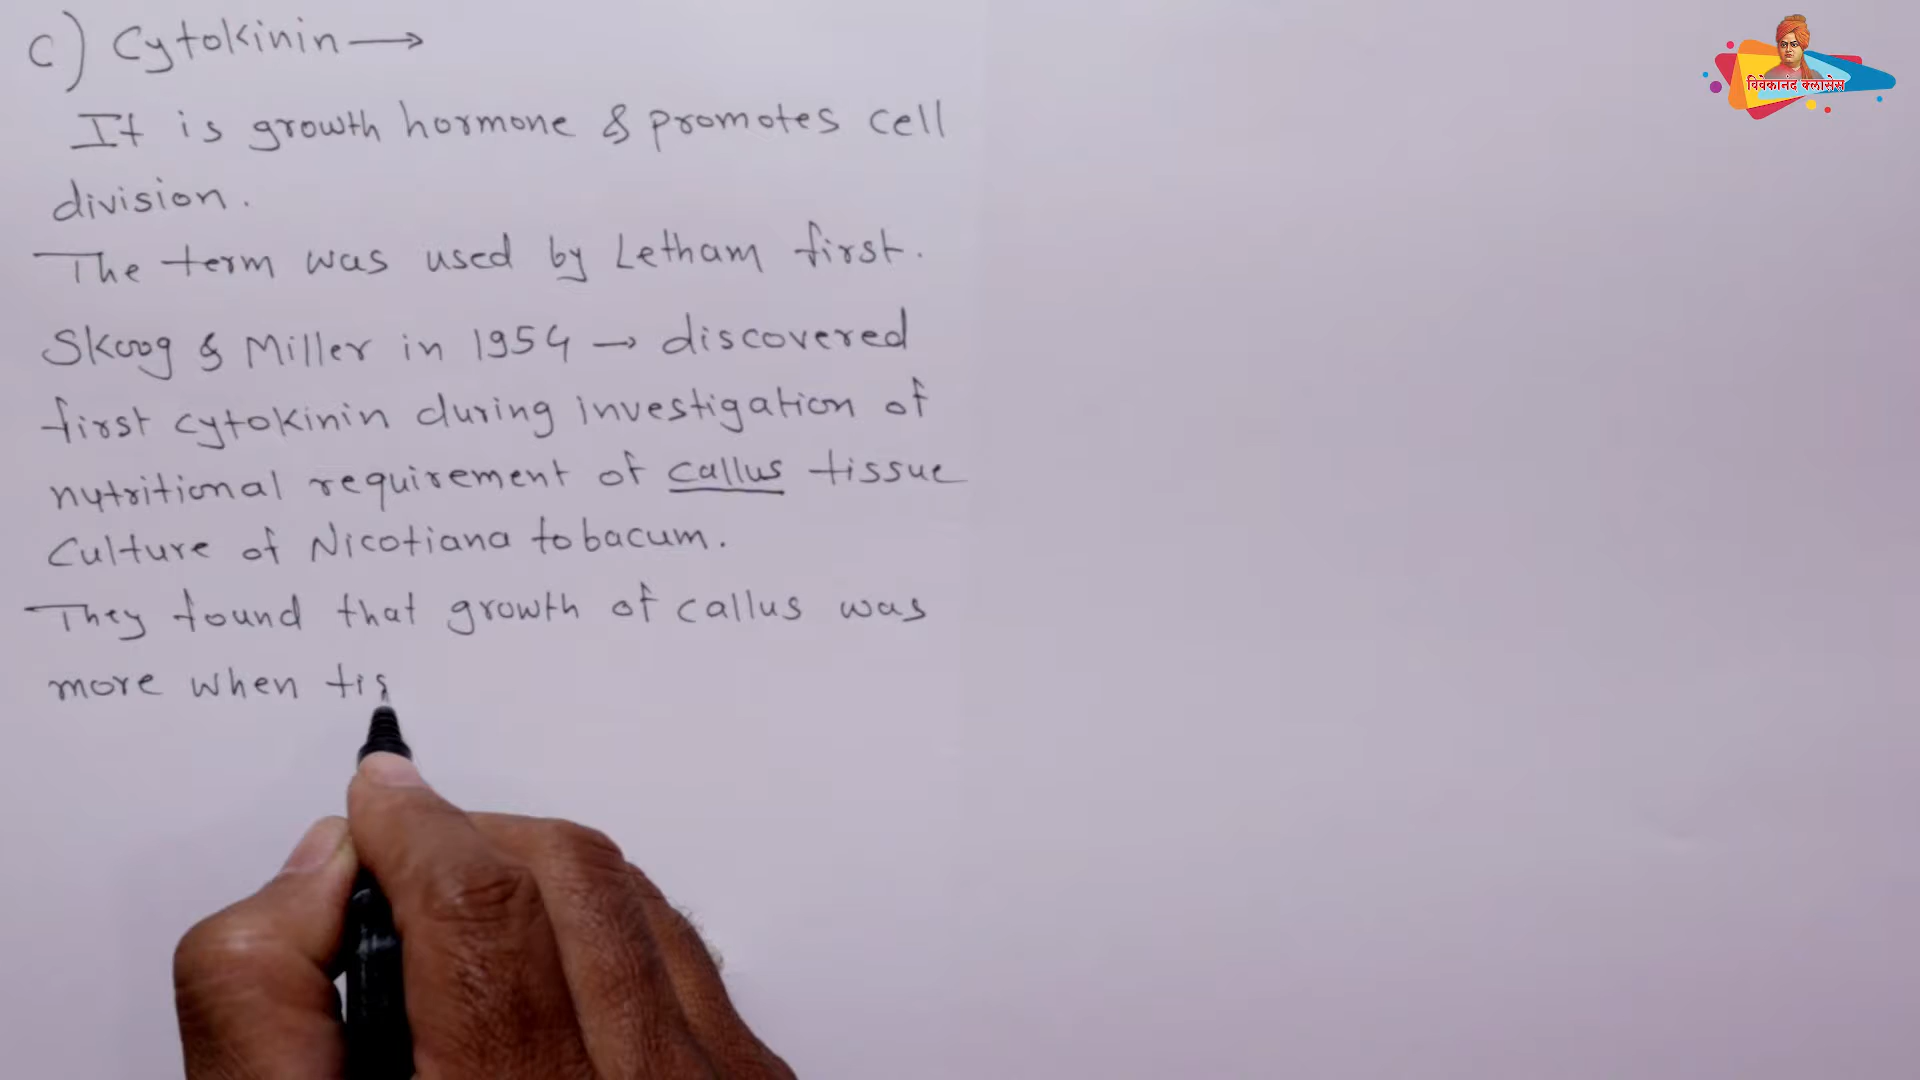 C) Cytokinin →
It is growth hormone & promotes cell
division.
The term was used by Letham first.
Skoog & Miller in 1954 → discovered
first cytokinin during investigation of
nutritional requirement of callus tissue
Culture of Nicotiana tobacum.
They found that growth of callus was
more when tis
विवेकानंद क्लासेस